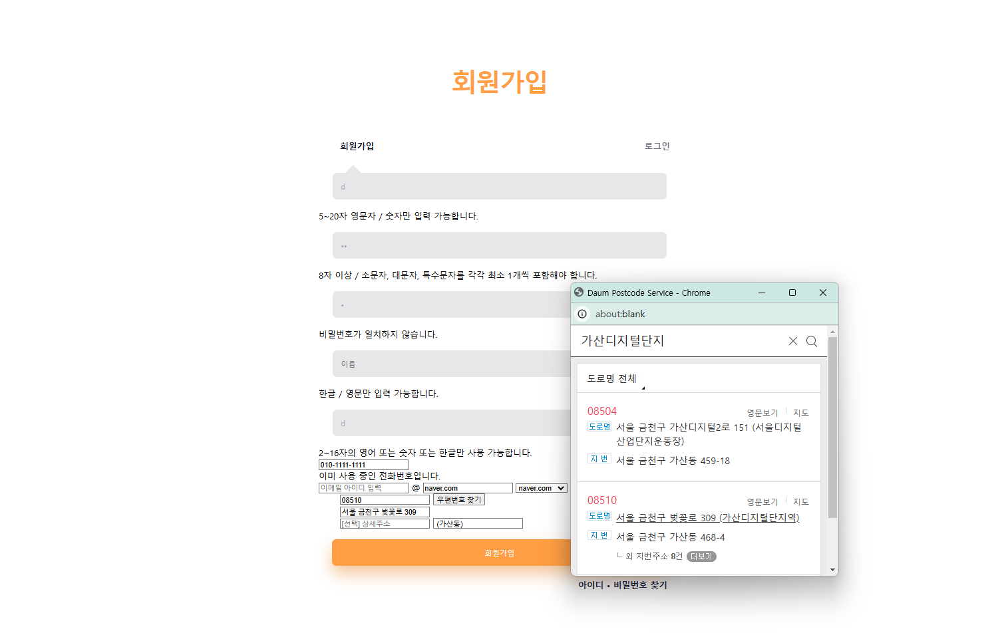 회원가입
회원가입 로그인
d
5~20자 영문자 / 숫자만 입력 가능합니다.
••
8자 이상 / 소문자, 대문자, 특수문자를 각각 최소 1개씩 포함해야 합니다.
•
비밀번호가 일치하지 않습니다.
이름
한글 / 영문만 입력 가능합니다.
d
2~16자의 영어 또는 숫자 또는 한글만 사용 가능합니다.
010-1111-1111
이미 사용 중인 전화번호입니다.
이메일 아이디 입력 @ naver.com naver.com
08510 우편번호 찾기
서울 금천구 벚꽃로 309
[선택] 상세주소 (가산동)
회원가입
아이디 • 비밀번호 찾기
Daum Postcode Service - Chrome
about:blank
가산디지털단지
도로명 전체
08504 영문보기 지도
도로명 서울 금천구 가산디지털2로 151 (서울디지털
산업단지운동장)
지번 서울 금천구 가산동 459-18
08510 영문보기 지도
도로명 서울 금천구 벚꽃로 309 (가산디지털단지역)
지번 서울 금천구 가산동 468-4
ㄴ 외 지번주소 8건 더보기